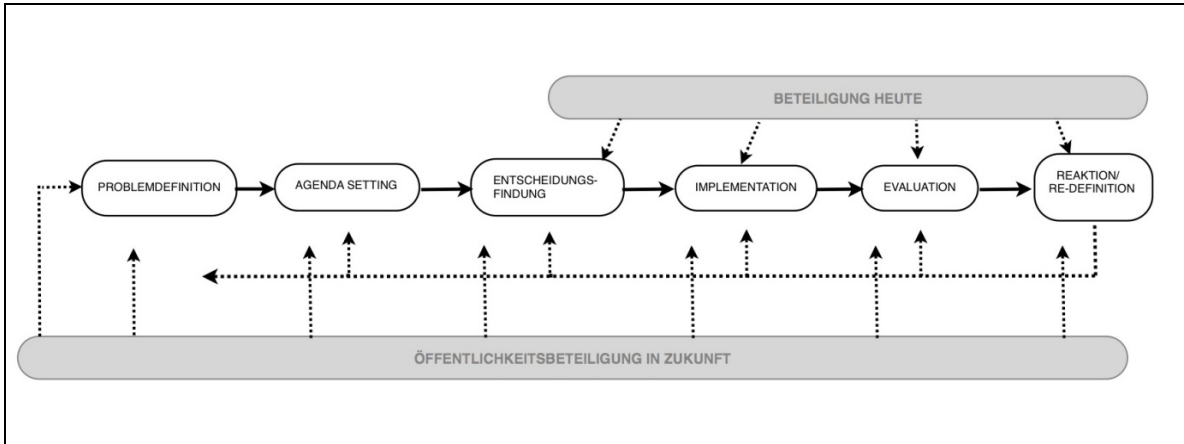 BETEILIGUNG HEUTE
PROBLEMDEFINITION
AGENDA SETTING
ENTSCHEIDUNGS-
FINDUNG
IMPLEMENTATION
EVALUATION
REAKTION/
RE-DEFINITION
ÖFFENTLICHKEITSBETEILIGUNG IN ZUKUNFT